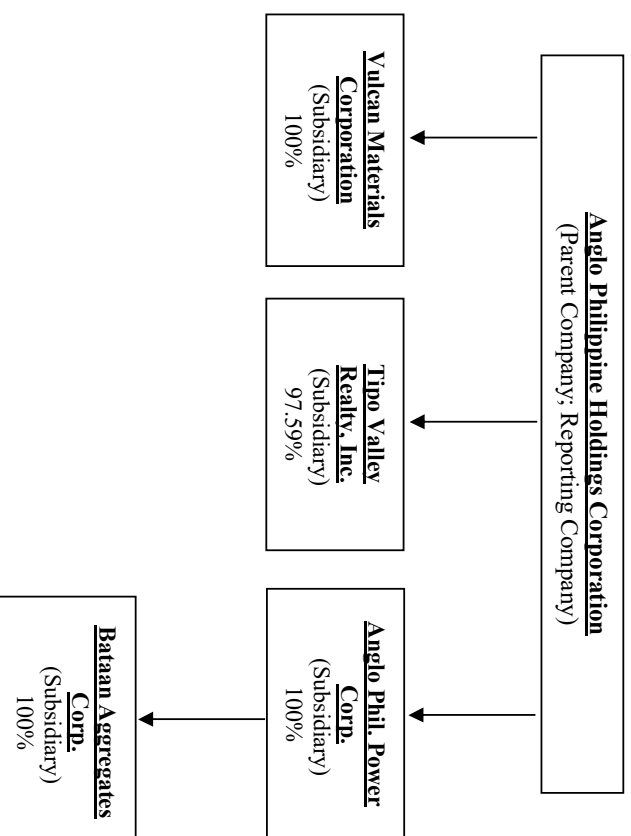 Anglo Philippine Holdings Corporation
(Parent Company; Reporting Company)
Vulcan Materials
Corporation
(Subsidiary)
100%
Tipo Valley
Realty, Inc.
(Subsidiary)
97.59%
Anglo Phil. Power
Corp.
(Subsidiary)
100%
Bataan Aggregates
Corp.
(Subsidiary)
100%